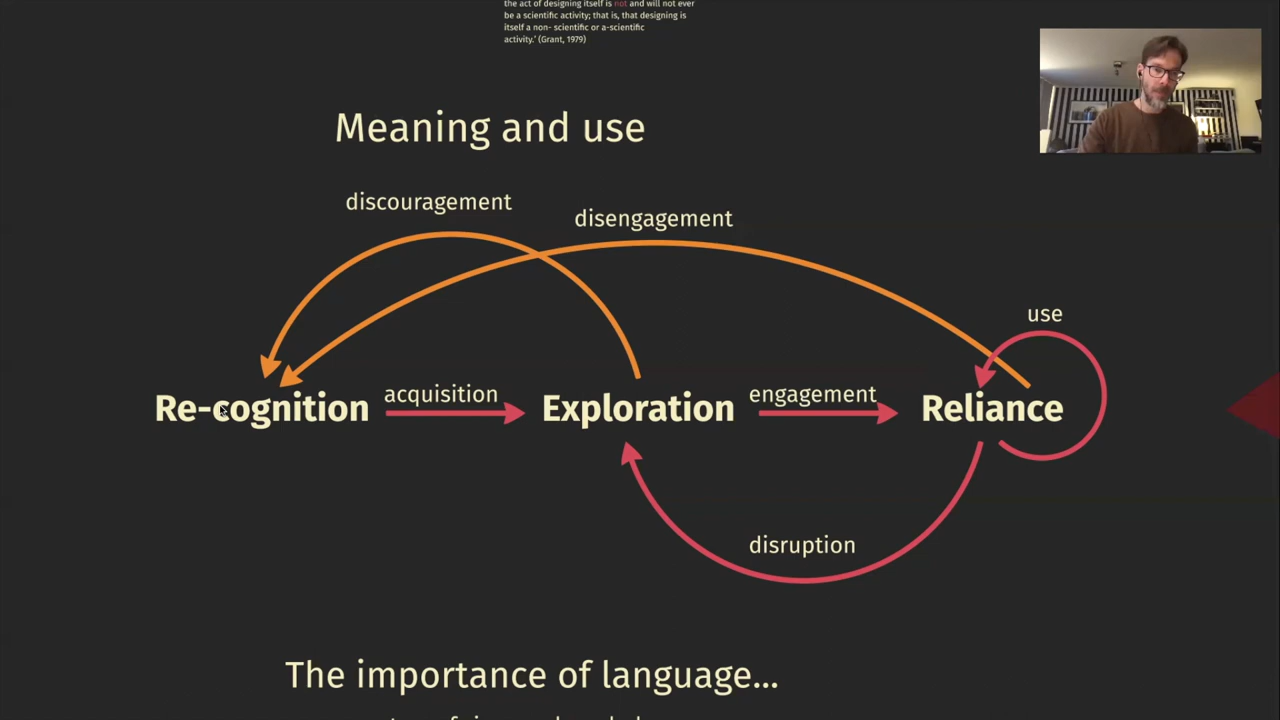 the act of designing itself is not and will not ever
be a scientific activity; that is, that designing is
itself a non- scientific or a-scientific
activity.' (Grant, 1979)
Meaning and use
discouragement
disengagement
use
Re-cognition
acquisition
Exploration
engagement
Reliance
disruption
The importance of language...